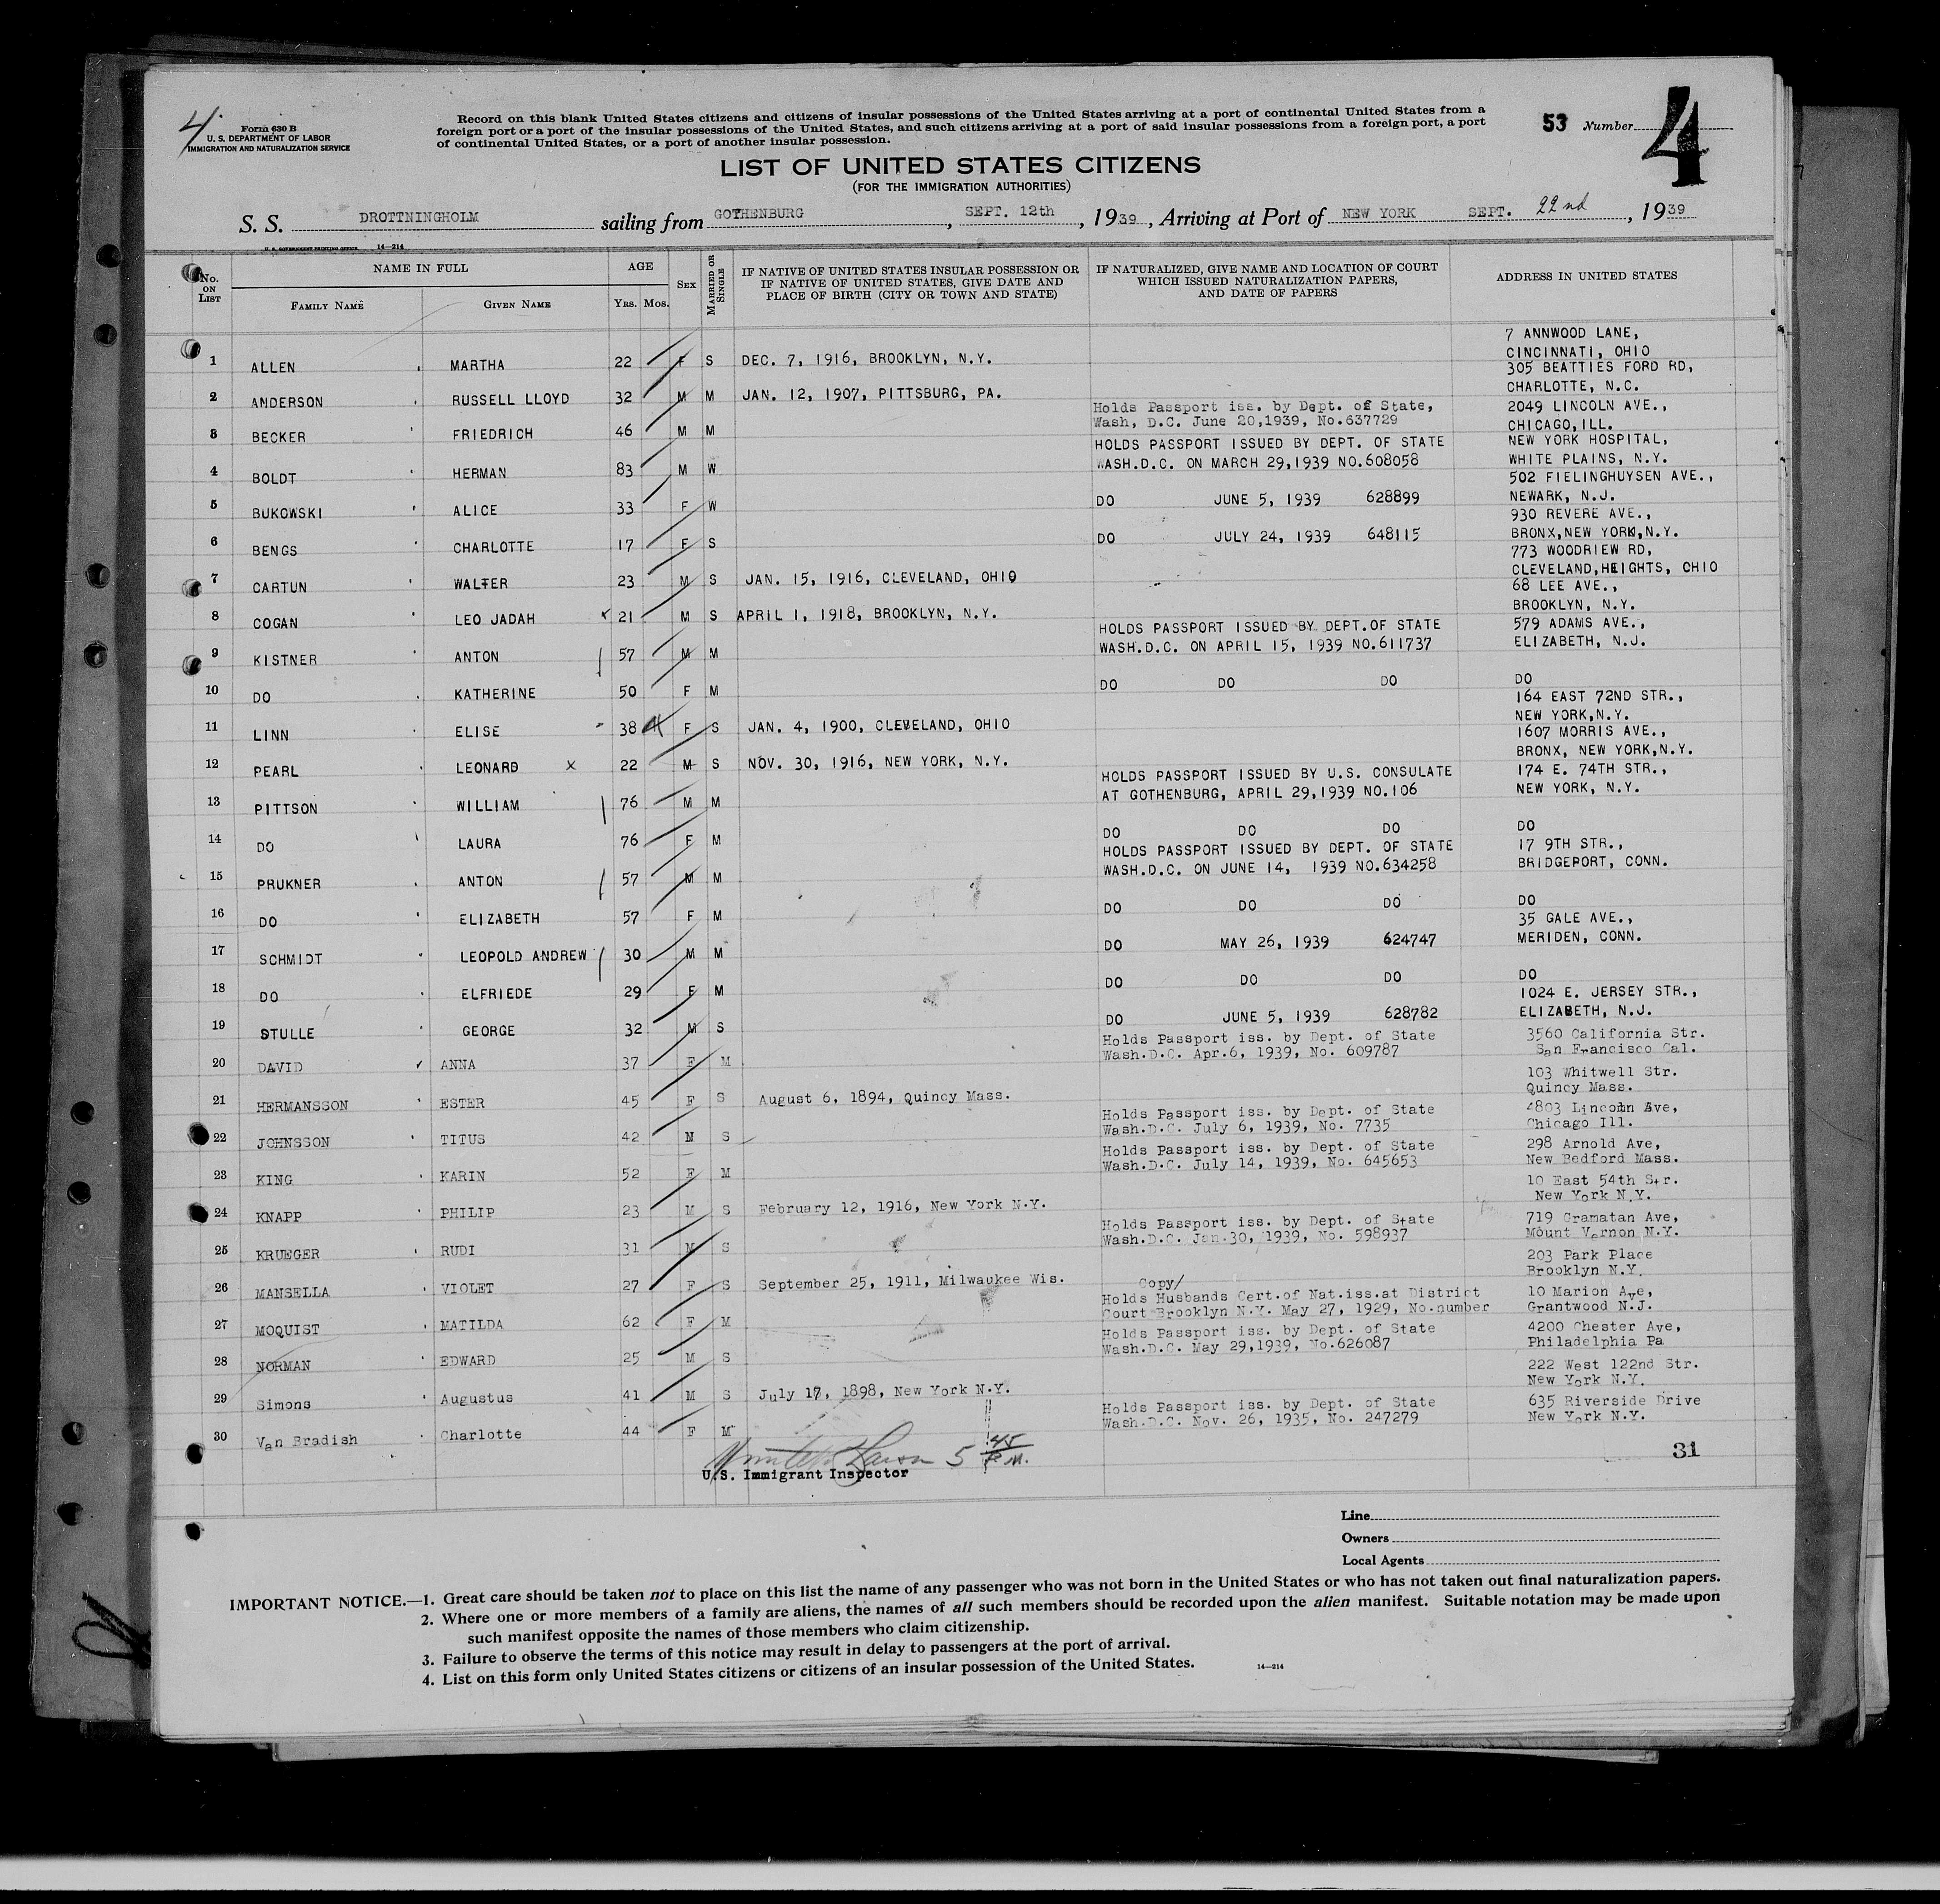 4
Form 630 B
U. S. DEPARTMENT OF LABOR
IMMIGRATION AND NATURALIZATION SERVICE
Record on this blank United States citizens and citizens of insular possessions of the United States arriving at a port of continental United States from a
foreign port or a port of the insular possessions of the United States, and such citizens arriving at a port of said insular possessions from a foreign port, a port
of continental United States, or a port of another insular possession.
53 Number 4
LIST OF UNITED STATES CITIZENS
(FOR THE IMMIGRATION AUTHORITIES)
S. S. DROTTNINGHOLM sailing from GOTHENBURG, SEPT. 12th, 1939, Arriving at Port of NEW YORK SEPT. 22nd, 1939
U. S. GOVERNMENT PRINTING OFFICE 14—214
No. ON LIST
NAME IN FULL
FAMILY NAME GIVEN NAME
AGE
YRS. MOS.
SEX
MARRIED OR SINGLE
IF NATIVE OF UNITED STATES INSULAR POSSESSION OR
IF NATIVE OF UNITED STATES, GIVE DATE AND
PLACE OF BIRTH (CITY OR TOWN AND STATE)
IF NATURALIZED, GIVE NAME AND LOCATION OF COURT
WHICH ISSUED NATURALIZATION PAPERS,
AND DATE OF PAPERS
ADDRESS IN UNITED STATES
7 ANNWOOD LANE,
1 ALLEN MARTHA 22 F S DEC. 7, 1916, BROOKLYN, N.Y. CINCINNATI, OHIO
305 BEATTIES FORD RD,
2 ANDERSON RUSSELL LLOYD 32 M M JAN. 12, 1907, PITTSBURG, PA. CHARLOTTE, N.C.
Holds Passport iss. by Dept. of State, 2049 LINCOLN AVE.,
3 BECKER FRIEDRICH 46 M M Wash, D.C. June 20,1939, No.637729 CHICAGO,ILL.
HOLDS PASSPORT ISSUED BY DEPT. OF STATE NEW YORK HOSPITAL,
4 BOLDT HERMAN 83 M W WASH.D.C. ON MARCH 29,1939 NO.608058 WHITE PLAINS, N.Y.
502 FIELINGHUYSEN AVE.,
5 BUKOWSKI ALICE 33 F W DO JUNE 5, 1939 628899 NEWARK, N.J.
930 REVERE AVE.,
6 BENGS CHARLOTTE 17 F S DO JULY 24, 1939 648115 BRONX,NEW YORK,N.Y.
773 WOODRIEW RD,
7 CARTUN WALTER 23 M S JAN. 15, 1916, CLEVELAND, OHIO CLEVELAND,HEIGHTS, OHIO
68 LEE AVE.,
8 COGAN LEO JADAH x 21 M S APRIL 1, 1918, BROOKLYN, N.Y. BROOKLYN, N.Y.
HOLDS PASSPORT ISSUED BY DEPT.OF STATE 579 ADAMS AVE.,
9 KISTNER ANTON 57 M M WASH.D.C. ON APRIL 15, 1939 NO.611737 ELIZABETH, N.J.
10 DO KATHERINE 50 F M DO DO DO DO
164 EAST 72ND STR.,
11 LINN ELISE 38 F S JAN. 4, 1900, CLEVELAND, OHIO NEW YORK,N.Y.
1607 MORRIS AVE.,
12 PEARL LEONARD X 22 M S NOV. 30, 1916, NEW YORK, N.Y. BRONX, NEW YORK,N.Y.
HOLDS PASSPORT ISSUED BY U.S. CONSULATE 174 E. 74TH STR.,
13 PITTSON WILLIAM 76 M M AT GOTHENBURG, APRIL 29,1939 NO.106 NEW YORK, N.Y.
14 DO LAURA 76 F M DO DO DO DO
HOLDS PASSPORT ISSUED BY DEPT. OF STATE 17 9TH STR.,
15 PRUKNER ANTON 57 M M WASH.D.C. ON JUNE 14, 1939 NO.634258 BRIDGEPORT, CONN.
16 DO ELIZABETH 57 F M DO DO DO DO
35 GALE AVE.,
17 SCHMIDT LEOPOLD ANDREW 30 M M DO MAY 26, 1939 624747 MERIDEN, CONN.
18 DO ELFRIEDE 29 F M DO DO DO DO
1024 E. JERSEY STR.,
19 STULLE GEORGE 32 M S DO JUNE 5, 1939 628782 ELIZABETH, N.J.
Holds Passport iss. by Dept. of State 3560 California Str.
20 DAVID ANNA 37 F M Wash.D.C. Apr.6, 1939, No. 609787 San Francisco Cal.
103 Whitwell Str.
21 HERMANSSON ESTER 45 F S August 6, 1894, Quincy Mass. Quincy Mass.
Holds Passport iss. by Dept. of State 4803 Lincoln Ave,
22 JOHNSSON TITUS 42 M S Wash.D.C. July 6, 1939, No. 7735 Chicago Ill.
Holds Passport iss. by Dept. of State 298 Arnold Ave,
23 KING KARIN 52 F M Wash.D.C. July 14, 1939, No. 645653 New Bedford Mass.
10 East 54th Str.
24 KNAPP PHILIP 23 M S February 12, 1916, New York N.Y. New York N.Y.
Holds Passport iss. by Dept. of State 719 Gramatan Ave,
25 KRUEGER RUDI 31 M S Wash.D.C. Jan.30, 1939, No. 598937 Mount Vernon N.Y.
203 Park Place
26 MANSELLA VIOLET 27 F S September 25, 1911, Milwaukee Wis. Brooklyn N.Y.
Copy/
Holds Husbands Cert.of Nat.iss.at District 10 Marion Ave,
27 MOQUIST MATILDA 62 F M Court Brooklyn N.Y. May 27, 1929, No.number Grantwood N.J.
Holds Passport iss. by Dept. of State 4200 Chester Ave,
28 NORMAN EDWARD 25 M S Wash.D.C. May 29,1939, No.626087 Philadelphia Pa
222 West 122nd Str.
29 Simons Augustus 41 M S July 17, 1898, New York N.Y. New York N.Y.
Holds Passport iss. by Dept. of State 635 Riverside Drive
30 Van Bradish Charlotte 44 F M Wash.D.C. Nov. 26, 1935, No. 247279 New York N.Y.
5 45 P.M.
31
U.S. Immigrant Inspector
Line
Owners
Local Agents
IMPORTANT NOTICE.—1. Great care should be taken not to place on this list the name of any passenger who was not born in the United States or who has not taken out final naturalization papers.
2. Where one or more members of a family are aliens, the names of all such members should be recorded upon the alien manifest. Suitable notation may be made upon
such manifest opposite the names of those members who claim citizenship.
3. Failure to observe the terms of this notice may result in delay to passengers at the port of arrival.
4. List on this form only United States citizens or citizens of an insular possession of the United States.
14—214